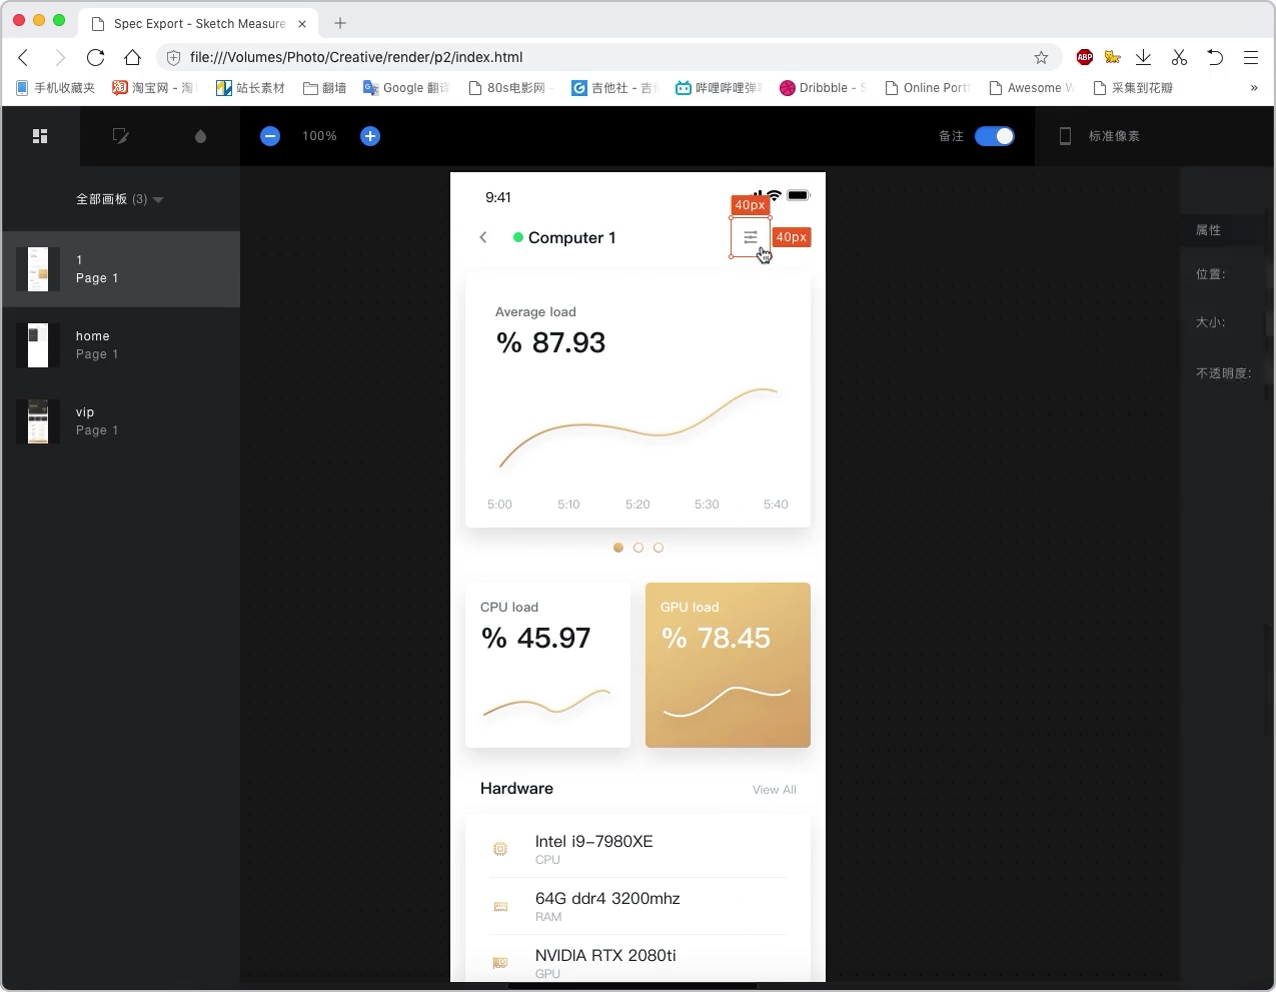 Spec Export - Sketch Measure
file:///Volumes/Photo/Creative/render/p2/index.html
ABP
手机收藏夹
淘
淘宝网 - 淘
站长素材
翻墙
Google 翻译
80s电影网 -
吉他社 - 吉他
哔哩哔哩弹
Dribbble -
Online Port
Awesome W
采集到花瓣
»
100%
备注
标准像素
全部画板 (3)
1
Page 1
home
Page 1
vip
Page 1
属性
位置:
大小:
不透明度:
9:41
40px
Computer 1
40px
Average load
% 87.93
5:00
5:10
5:20
5:30
5:40
CPU load
% 45.97
GPU load
% 78.45
Hardware
View All
Intel i9-7980XE
CPU
64G ddr4 3200mhz
RAM
NVIDIA RTX 2080ti
GPU